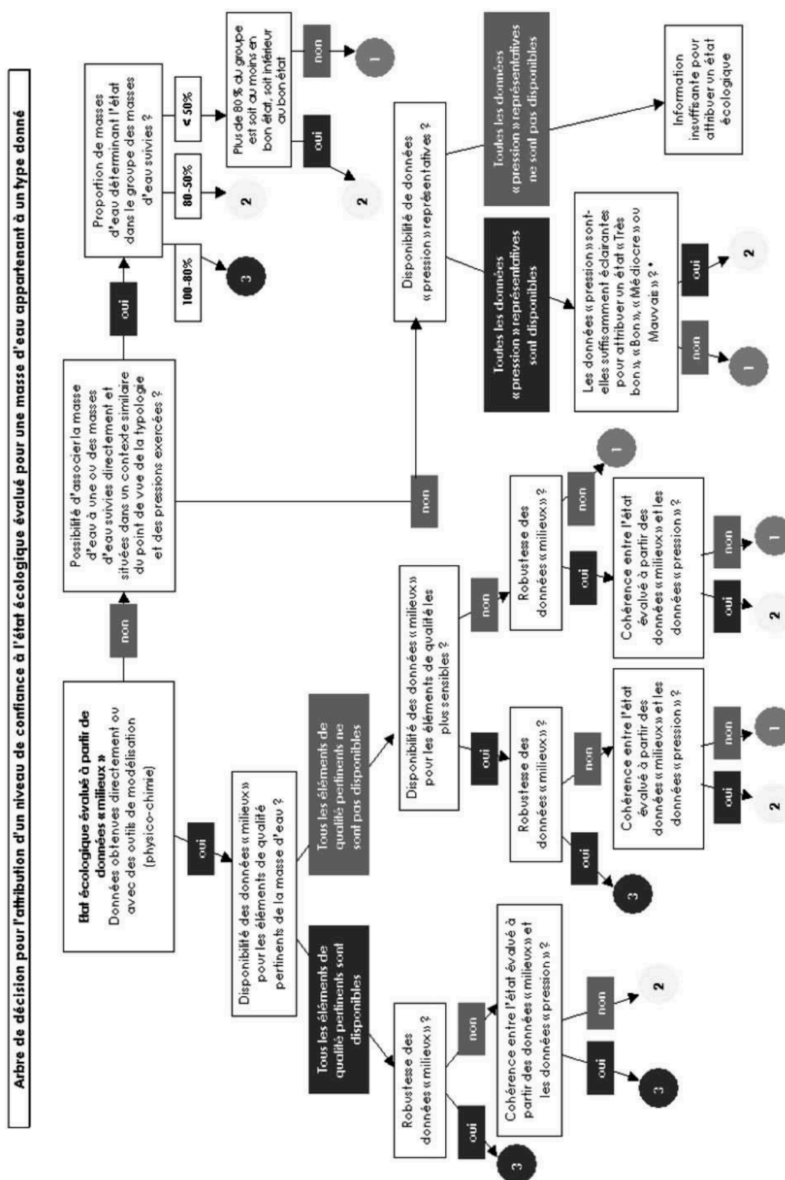 Arbre de décision pour l'attribution d'un niveau de confiance à l'état écologique évalué pour une masse d'eau appartenant à un type donné
Etat écologique évalué à partir de
données « milieux »
Données obtenues directement ou
avec des outils de modélisation
(physico-chimie)
non
Possibilité d'associer la masse
d'eau à une ou des masses
d'eau suivies directement et
situées dans un contexte similaire
du point de vue de la typologie
et des pressions exercées ?
oui
Proportion de masses
d'eau déterminant l'état
dans le groupe des masses
d'eau suivies ?
100-80%
80-50%
< 50%
3
2
Plus de 80 % du groupe
est soit au moins en
bon état, soit inférieur
au bon état
oui
non
2
1
non
Disponibilité de données
« pression » représentatives ?
Toutes les données
« pression » représentatives
sont disponibles
Toutes les données
« pression » représentatives
ne sont pas disponibles
Les données « pression » sont-
elles suffisamment éclairantes
pour attribuer un état « Très
bon », « Bon », « Médiocre » ou
Mauvais » ? *
Information
insuffisante pour
attribuer un état
écologique
non
oui
1
2
oui
Disponibilité des données « milieux »
pour les éléments de qualité
pertinents de la masse d'eau ?
Tous les éléments de
qualité pertinents sont
disponibles
Tous les éléments de
qualité pertinents ne
sont pas disponibles
Robustesse des
données « milieux » ?
oui
non
3
Cohérence entre l'état évalué à
partir des données « milieux » et
les données « pression » ?
oui
non
3
2
Disponibilité des données « milieux »
pour les éléments de qualité les
plus sensibles ?
oui
non
Robustesse des
données « milieux » ?
oui
non
3
Cohérence entre l'état
évalué à partir des
données « milieux » et les
données « pression » ?
oui
non
2
1
Robustesse des
données « milieux » ?
oui
non
1
Cohérence entre l'état
évalué à partir des
données « milieux » et les
données « pression » ?
oui
non
2
1